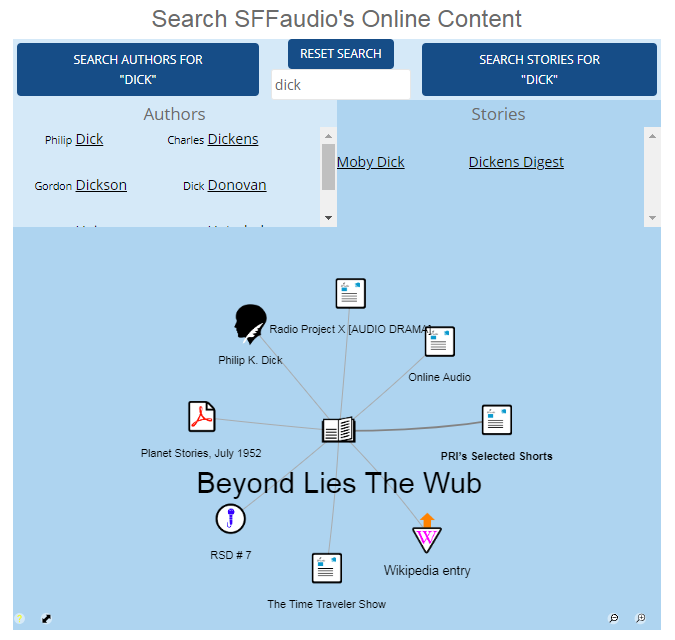 Search SFFaudio's Online Content
SEARCH AUTHORS FOR
"DICK"
RESET SEARCH
dick
SEARCH STORIES FOR
"DICK"
Authors
Stories
Philip Dick
Charles Dickens
Moby Dick
Dickens Digest
Gordon Dickson
Dick Donovan
Radio Project X [AUDIO DRAMA]
Philip K. Dick
Online Audio
Planet Stories, July 1952
PRI's Selected Shorts
Beyond Lies The Wub
W
RSD # 7
Wikipedia entry
The Time Traveler Show